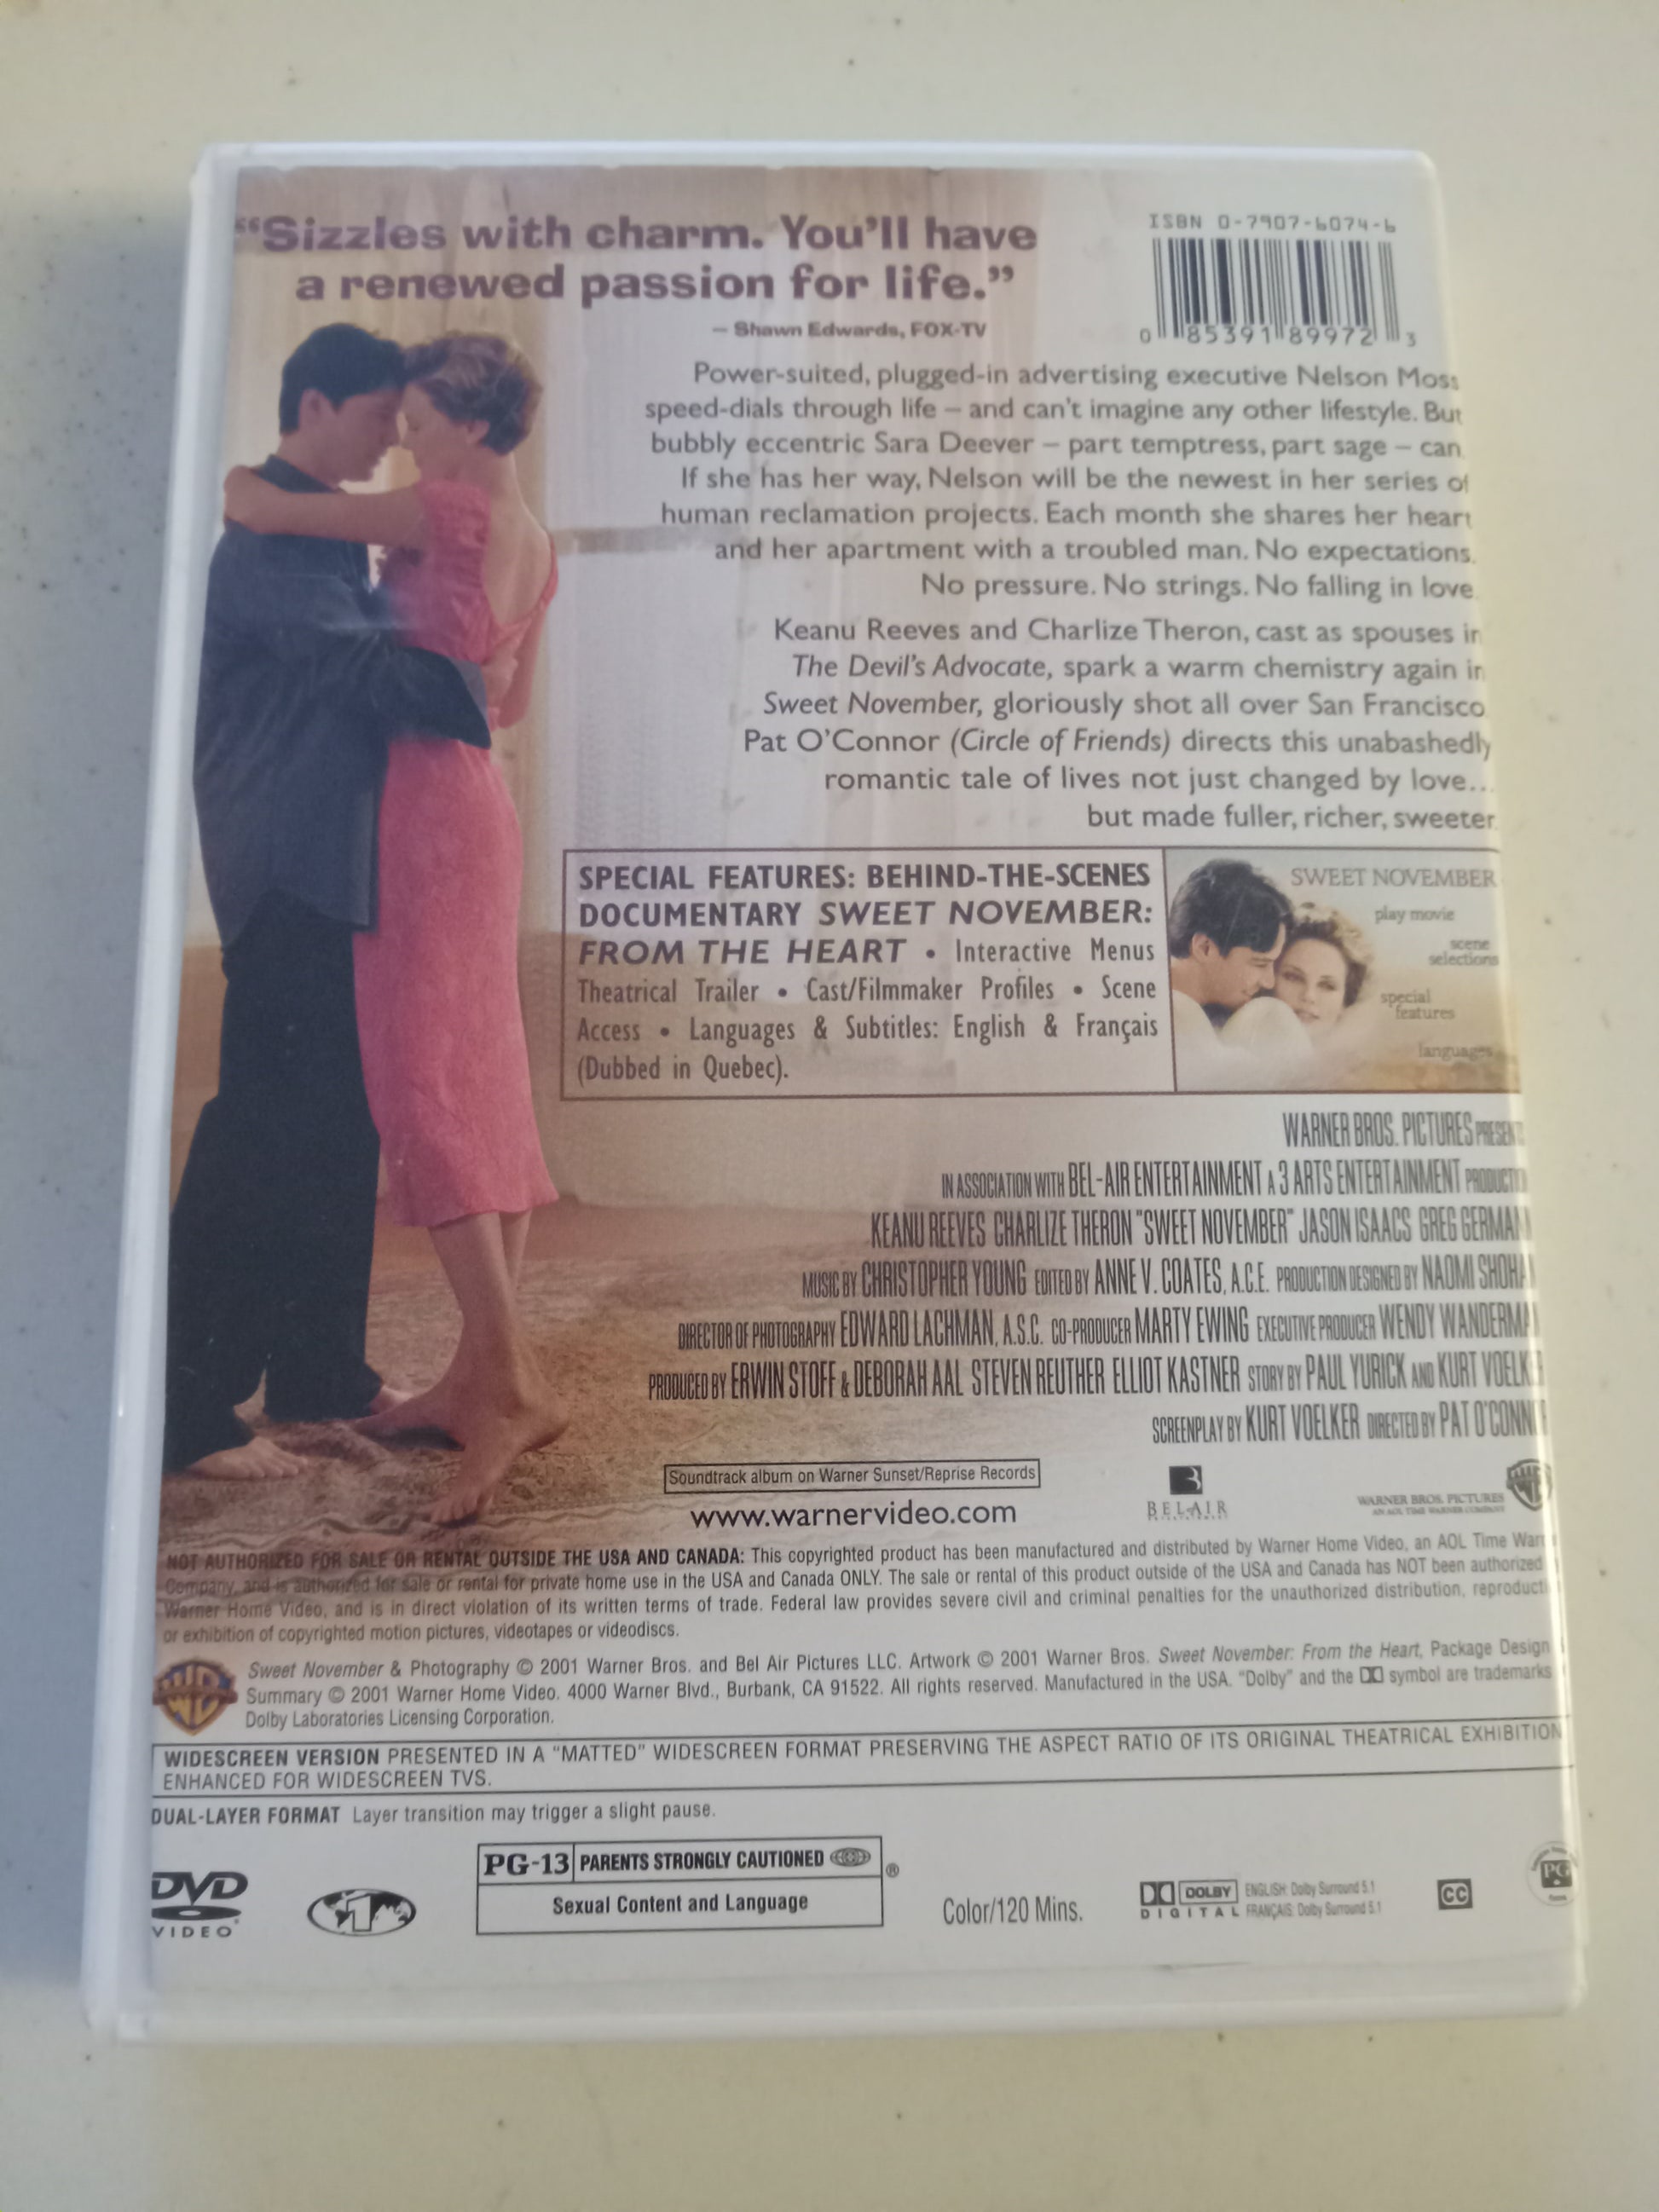 “Sizzles with charm. You’ll have
a renewed passion for life.”
– Shawn Edwards, FOX-TV
ISBN 0-7907-6074-6
0 85391 89972 3
Power-suited, plugged-in advertising executive Nelson Moss
speed-dials through life – and can't imagine any other lifestyle. But
bubbly eccentric Sara Deever – part temptress, part sage – can.
If she has her way, Nelson will be the newest in her series of
human reclamation projects. Each month she shares her heart
and her apartment with a troubled man. No expectations.
No pressure. No strings. No falling in love
Keanu Reeves and Charlize Theron, cast as spouses in
The Devil's Advocate, spark a warm chemistry again in
Sweet November, gloriously shot all over San Francisco
Pat O'Connor (Circle of Friends) directs this unabashedly
romantic tale of lives not just changed by love...
but made fuller, richer, sweeter.
SPECIAL FEATURES: BEHIND-THE-SCENES
DOCUMENTARY SWEET NOVEMBER:
FROM THE HEART • Interactive Menus
Theatrical Trailer • Cast/Filmmaker Profiles • Scene
Access • Languages & Subtitles: English & Français
(Dubbed in Quebec).
SWEET NOVEMBER
play movie
scene
selections
special
features
languages
WARNER BROS. PICTURES PRESENTS
IN ASSOCIATION WITH BEL-AIR ENTERTAINMENT A 3 ARTS ENTERTAINMENT PRODUCTI
KEANU REEVES CHARLIZE THERON "SWEET NOVEMBER" JASON ISAACS GREG GERMAN
MUSIC BY CHRISTOPHER YOUNG EDITED BY ANNE V. COATES, A.C.E. PRODUCTION DESIGNED BY NAOMI SHOHA
DIRECTOR OF PHOTOGRAPHY EDWARD LACHMAN, A.S.C. CO-PRODUCER MARTY EWING EXECUTIVE PRODUCER WENDY WANDERMA
PRODUCED BY ERWIN STOFF & DEBORAH AAL STEVEN REUTHER ELLIOT KASTNER STORY BY PAUL YURICK AND KURT VOELKE
SCREENPLAY BY KURT VOELKER DIRECTED BY PAT O'CONN
Soundtrack album on Warner Sunset/Reprise Records
www.warnervideo.com
BEL-AIR
WARNER BROS. PICTURES
AN AOL TIME WARNER COMPANY
NOT AUTHORIZED FOR SALE OR RENTAL OUTSIDE THE USA AND CANADA: This copyrighted product has been manufactured and distributed by Warner Home Video, an AOL Time Warn
Company, and is authorized for sale or rental for private home use in the USA and Canada ONLY. The sale or rental of this product outside of the USA and Canada has NOT been authorized
Warner Home Video, and is in direct violation of its written terms of trade. Federal law provides severe civil and criminal penalties for the unauthorized distribution, reproducti
or exhibition of copyrighted motion pictures, videotapes or videodiscs.
Sweet November & Photography © 2001 Warner Bros. and Bel Air Pictures LLC. Artwork © 2001 Warner Bros. Sweet November: From the Heart, Package Design
Summary © 2001 Warner Home Video. 4000 Warner Blvd., Burbank, CA 91522. All rights reserved. Manufactured in the USA. “Dolby” and the symbol are trademarks
Dolby Laboratories Licensing Corporation.
WIDESCREEN VERSION PRESENTED IN A “MATTED” WIDESCREEN FORMAT PRESERVING THE ASPECT RATIO OF ITS ORIGINAL THEATRICAL EXHIBITION
ENHANCED FOR WIDESCREEN TVS.
DUAL-LAYER FORMAT Layer transition may trigger a slight pause.
DVD
VIDEO
1
PG-13 PARENTS STRONGLY CAUTIONED ®
Sexual Content and Language
Color/120 Mins.
DOLBY
DIGITAL
ENGLISH: Dolby Surround 5.1
FRANÇAIS: Dolby Surround 5.1
CC
PG